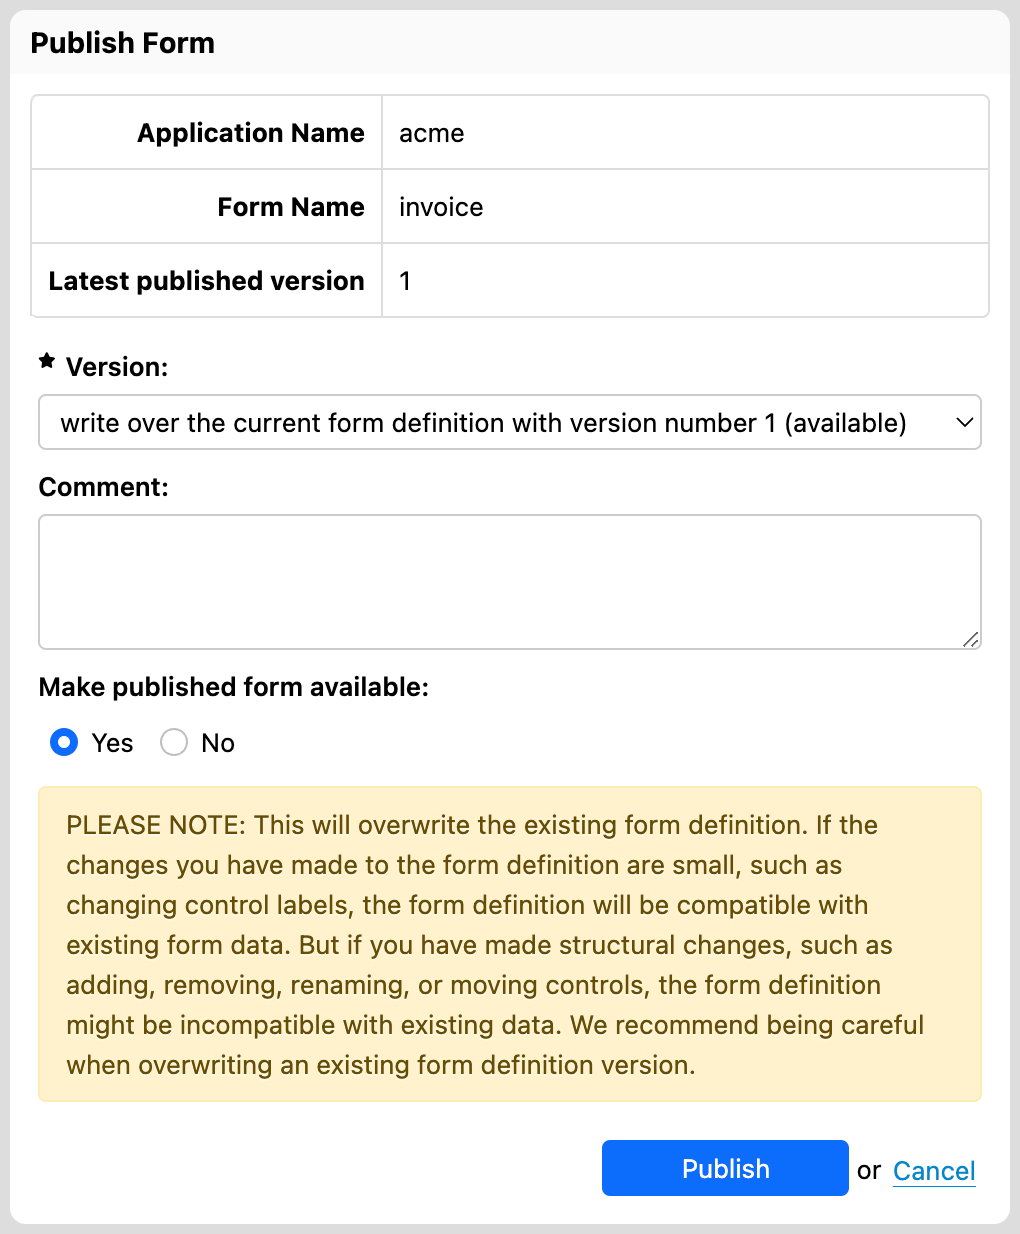 Publish Form
Application Name acme
Form Name invoice
Latest published version 1
★ Version:
write over the current form definition with version number 1 (available)
Comment:
Make published form available:
Yes No
PLEASE NOTE: This will overwrite the existing form definition. If the
changes you have made to the form definition are small, such as
changing control labels, the form definition will be compatible with
existing form data. But if you have made structural changes, such as
adding, removing, renaming, or moving controls, the form definition
might be incompatible with existing data. We recommend being careful
when overwriting an existing form definition version.
Publish or Cancel